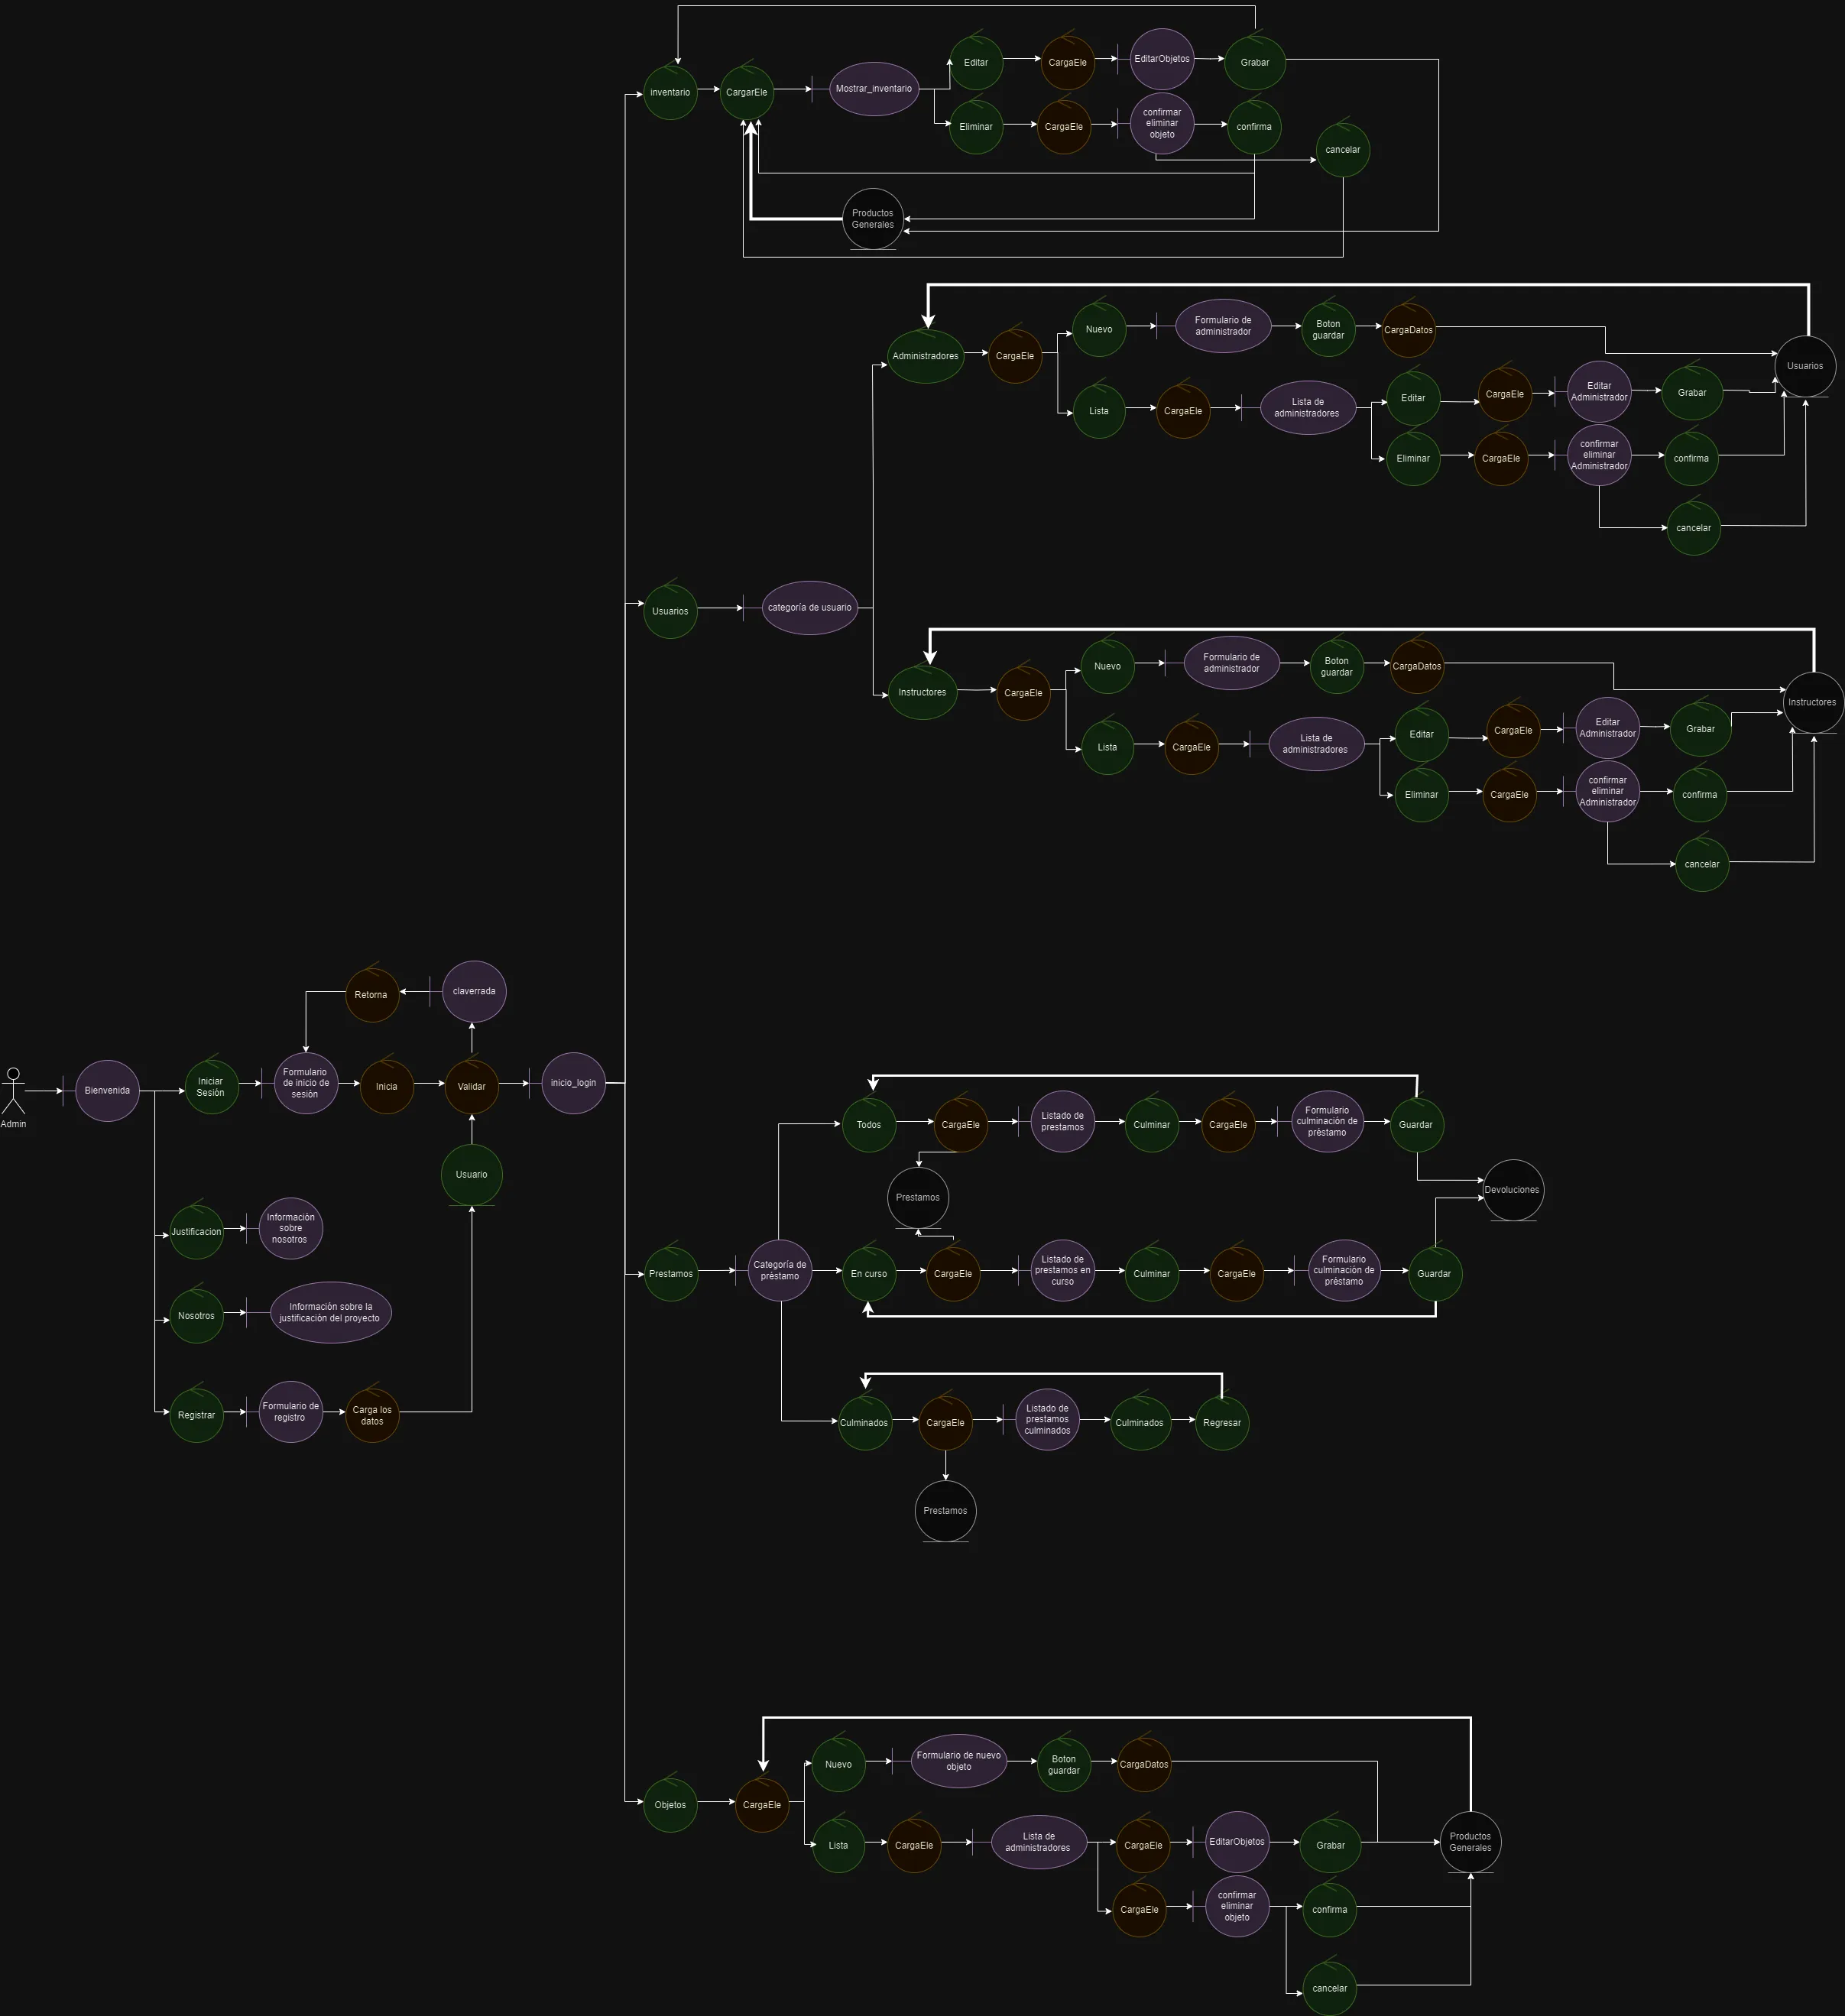 inventario
CargarEle
Mostrar_inventario
Editar
CargaEle
EditarObjetos
Grabar
Eliminar
CargaEle
confirmar
eliminar
objeto
confirma
cancelar
Productos
Generales
Administradores
CargaEle
Nuevo
Formulario de
administrador
Boton
guardar
CargaDatos
Usuarios
Lista
CargaEle
Lista de
administradores
Editar
CargaEle
Editar
Administrador
Grabar
Eliminar
CargaEle
confirmar
eliminar
Administrador
confirma
cancelar
Usuarios
categoría de usuario
Instructores
CargaEle
Nuevo
Formulario de
administrador
Boton
guardar
CargaDatos
Instructores
Lista
CargaEle
Lista de
administradores
Editar
CargaEle
Editar
Administrador
Grabar
Eliminar
CargaEle
confirmar
eliminar
Administrador
confirma
cancelar
Retorna
claverrada
Admin
Bienvenida
Iniciar
Sesión
Formulario
de inicio de
sesión
Inicia
Validar
inicio_login
Usuario
Justificacion
Información
sobre
nosotros
Nosotros
Información sobre la
justificación del proyecto
Registrar
Formulario de
registro
Carga los
datos
Todos
CargaEle
Listado de
prestamos
Culminar
CargaEle
Formulario
culminación de
préstamo
Guardar
Prestamos
Devoluciones
Prestamos
Categoría de
préstamo
En curso
CargaEle
Listado de
prestamos en
curso
Culminar
CargaEle
Formulario
culminación de
préstamo
Guardar
Culminados
CargaEle
Listado de
prestamos
culminados
Culminados
Regresar
Prestamos
Objetos
CargaEle
Nuevo
Formulario de nuevo
objeto
Boton
guardar
CargaDatos
Lista
CargaEle
Lista de
administradores
CargaEle
EditarObjetos
Grabar
Productos
Generales
CargaEle
confirmar
eliminar
objeto
confirma
cancelar